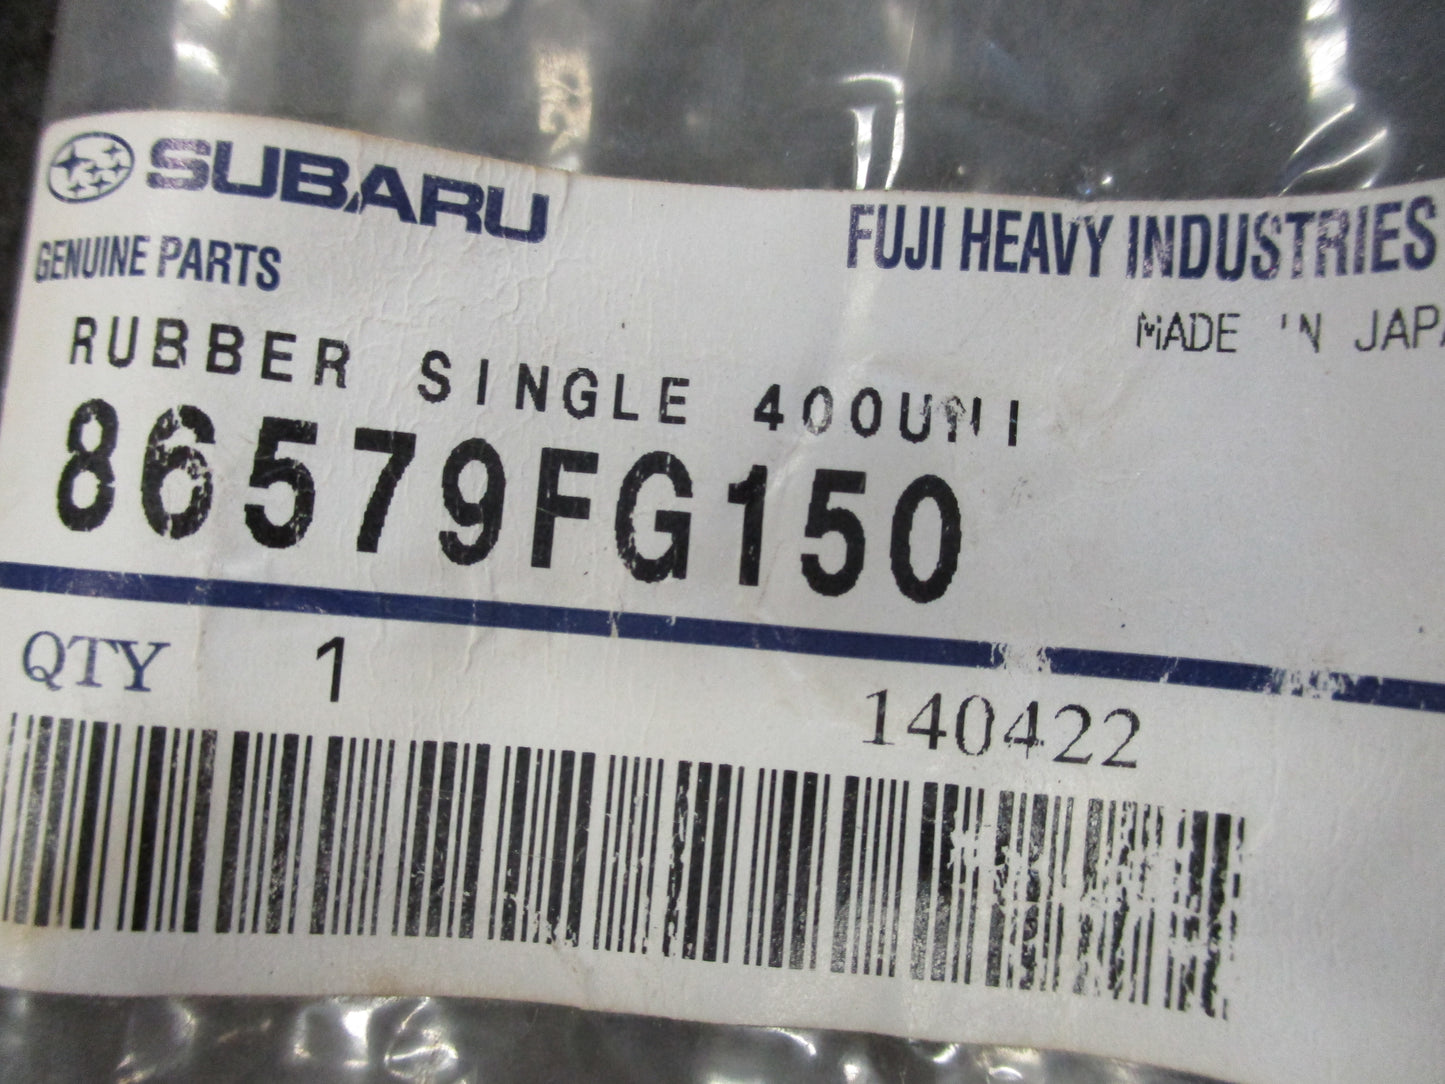 SUBARU
FUJI HEAVY INDUSTRIES
GENUINE PARTS
MADE IN JAPA
RUBBER SINGLE 400UNI
86579FG150
QTY 1
140422